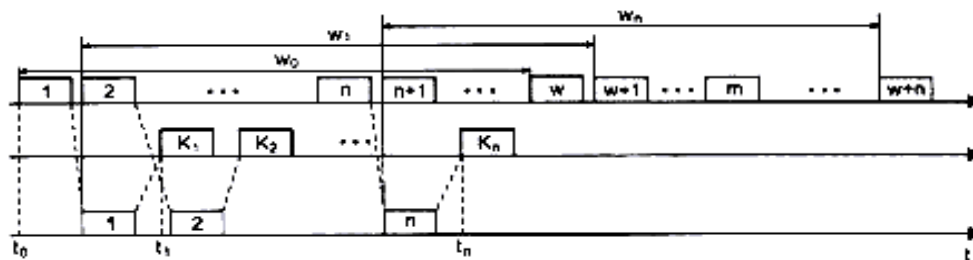 wₙ
w₁
w₀
1 2 ... n n+1 ... w w+1 ... m ... w+n
K₁ K₂ ... Kₙ
1 2 n
t₀ t₁ tₙ t